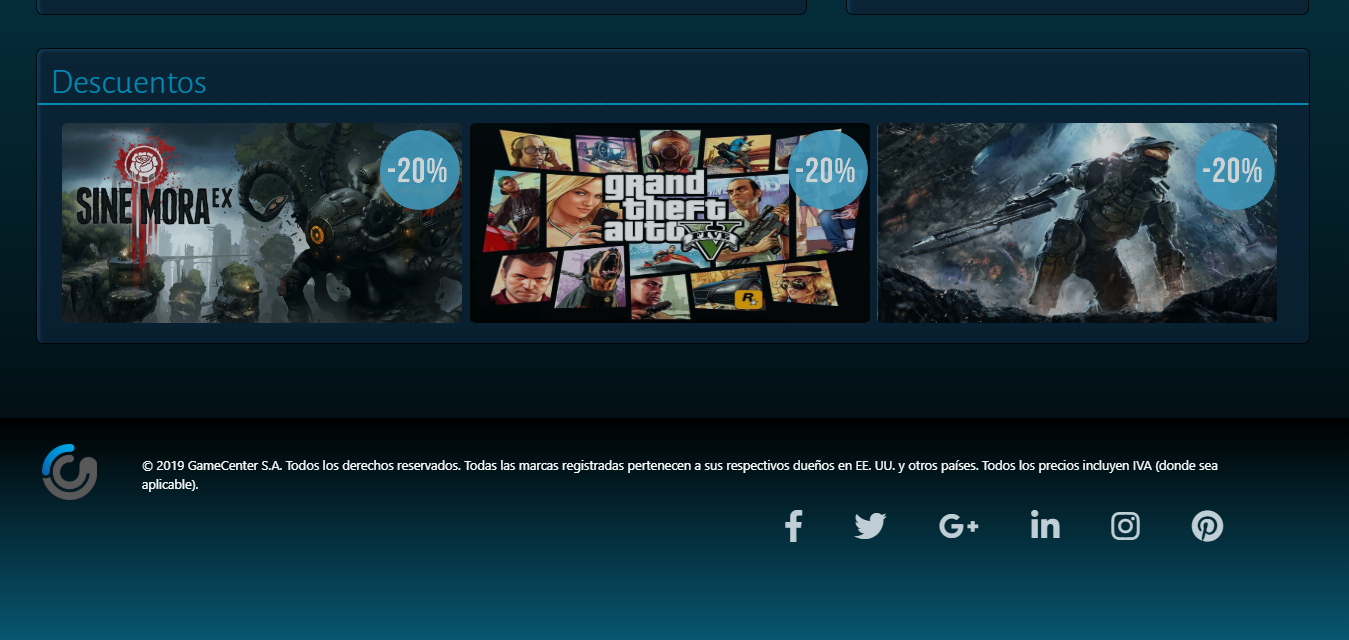 Descuentos
SINE MORA EX
-20%
grand
theft
auto
FIVE
R
-20%
-20%
© 2019 GameCenter S.A. Todos los derechos reservados. Todas las marcas registradas pertenecen a sus respectivos dueños en EE. UU. y otros países. Todos los precios incluyen IVA (donde sea
aplicable).